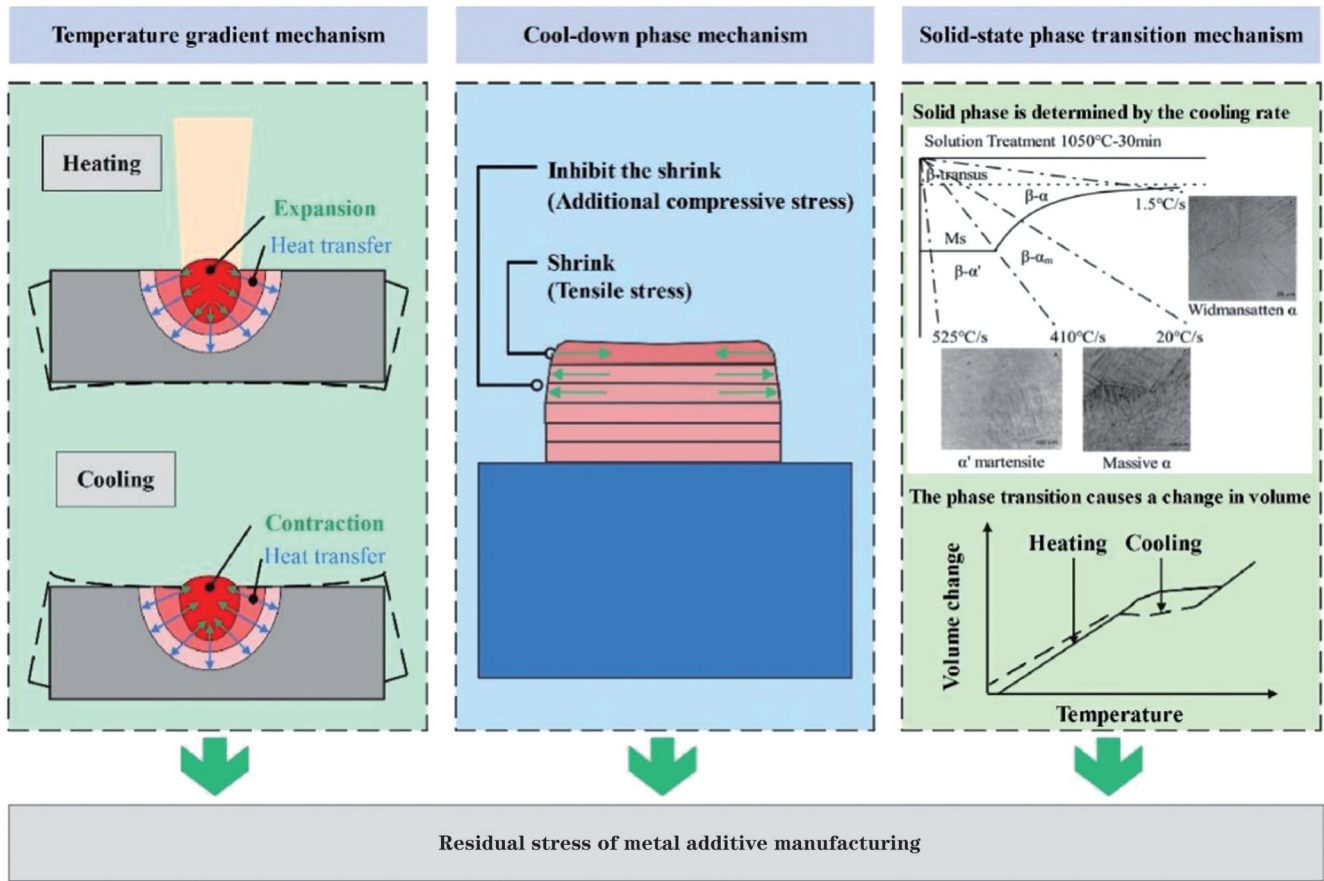 Temperature gradient mechanism
Heating
Expansion
Heat transfer
Cooling
Contraction
Heat transfer
Cool-down phase mechanism
Inhibit the shrink
(Additional compressive stress)
Shrink
(Tensile stress)
Solid-state phase transition mechanism
Solid phase is determined by the cooling rate
Solution Treatment 1050°C-30min
β-transus
β-α
1.5°C/s
Ms
β-α'
β-αm
Widmansatten α
525°C/s
410°C/s
20°C/s
α' martensite
Massive α
The phase transition causes a change in volume
Heating
Cooling
Volume change
Temperature
Residual stress of metal additive manufacturing